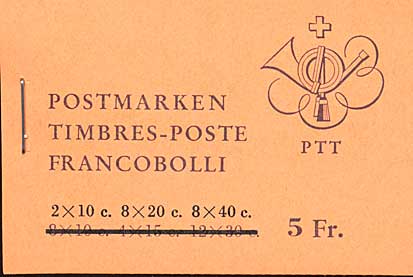 PTT
POSTMARKEN
TIMBRES-POSTE
FRANCOBOLLI
2×10 c. 8×20 c. 8×40 c.
8×10 c. 4×15 c. 12×30 c.
5 Fr.